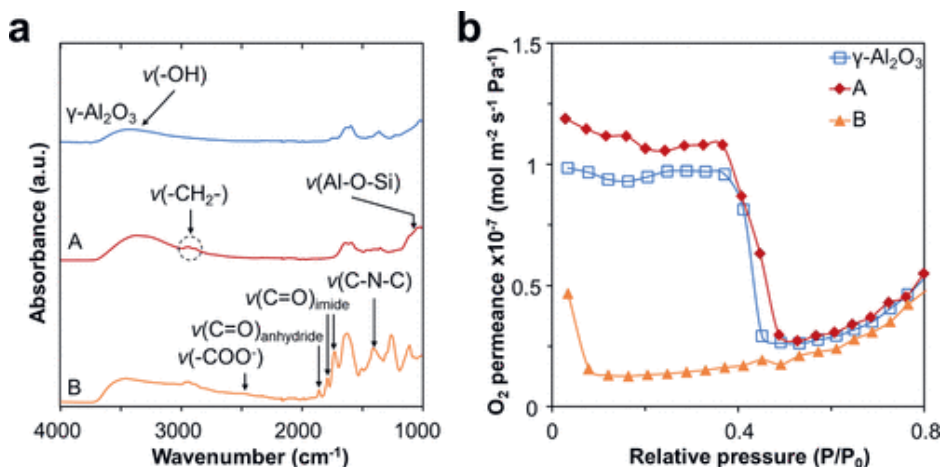 a
ν(-OH)
γ-Al₂O₃
ν(-CH₂-)
ν(Al-O-Si)
A
ν(C-N-C)
ν(C=O)imide
ν(C=O)anhydride
ν(-COO⁻)
B
Absorbance (a.u.)
4000 3000 2000 1000
Wavenumber (cm⁻¹)
b
1.5
1
0.5
0
γ-Al₂O₃
A
B
O₂ permeance x10⁻⁷ (mol m⁻² s⁻¹ Pa⁻¹)
0 0.4 0.8
Relative pressure (P/P₀)